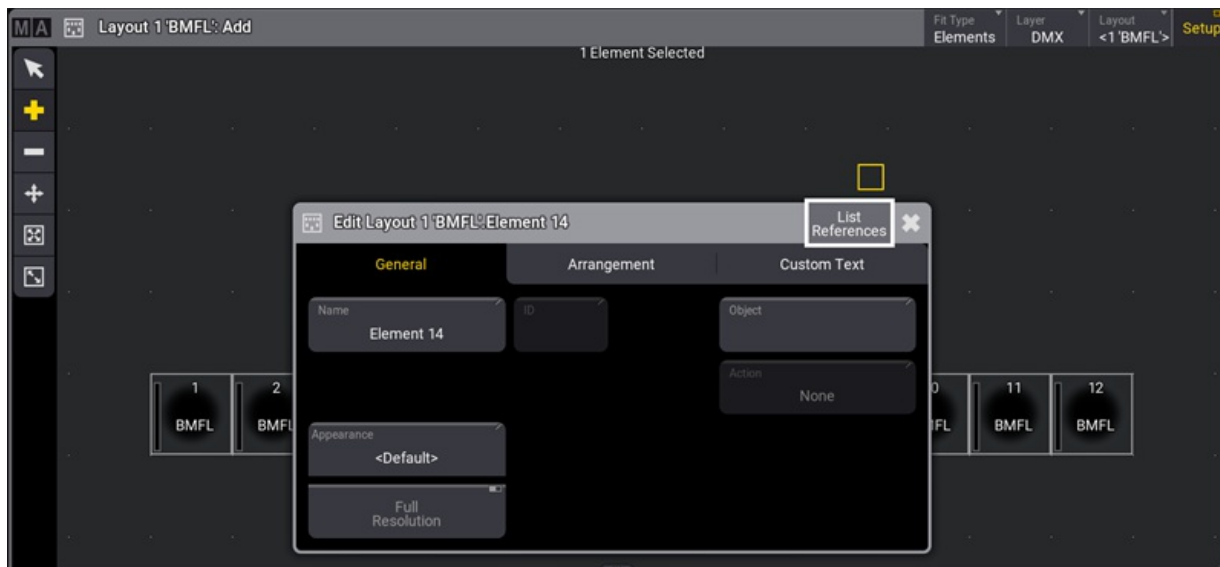 MA Layout 1 'BMFL': Add
Fit Type
Elements
Layer
DMX
Layout
<1 'BMFL'>
Setup
1 Element Selected
Edit Layout 1 'BMFL': Element 14
List
References
General
Arrangement
Custom Text
Name
Element 14
ID
Object
Action
None
Appearance
<Default>
Full
Resolution
1
BMFL
2
BMFL
0
IFL
11
BMFL
12
BMFL